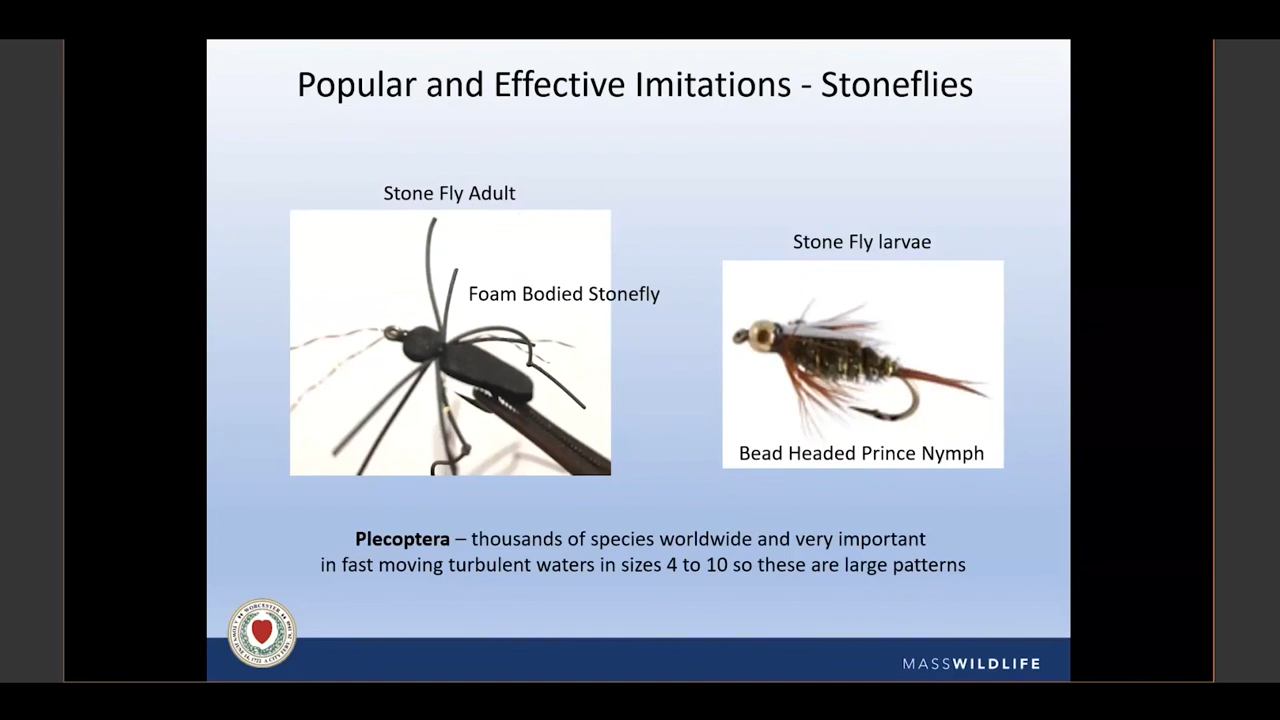 Popular and Effective Imitations - Stoneflies
Stone Fly Adult
Foam Bodied Stonefly
Stone Fly larvae
Bead Headed Prince Nymph
Plecoptera – thousands of species worldwide and very important
in fast moving turbulent waters in sizes 4 to 10 so these are large patterns
WORCESTER
MASSWILDLIFE